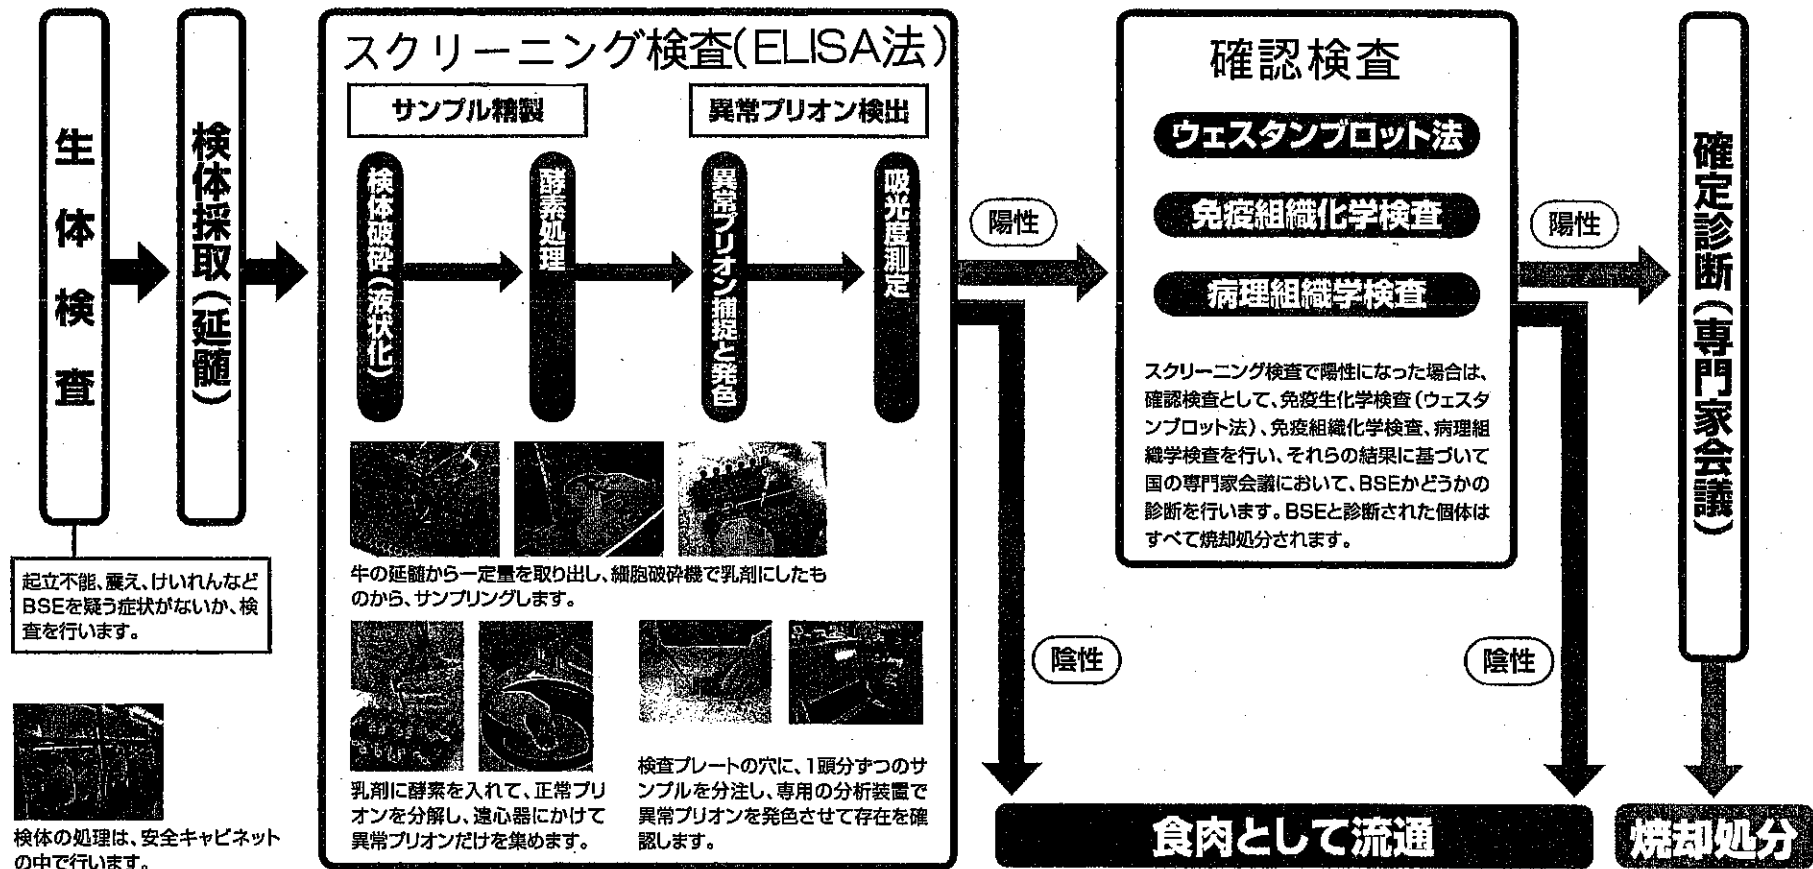 生体検査
起立不能、震え、けいれんなど
BSEを疑う症状がないか、検
査を行います。
検体の処理は、安全キャビネット
の中で行います。
検体採取（延髄）
スクリーニング検査（ELISA法）
サンプル精製
異常プリオン検出
検体破砕（液状化）
酵素処理
異常プリオン捕捉と発色
吸光度測定
牛の延髄から一定量を取り出し、細胞破砕機で乳剤にしたも
のから、サンプリングします。
乳剤に酵素を入れて、正常プリ
オンを分解し、遠心器にかけて
異常プリオンだけを集めます。
検査プレートの穴に、1頭分ずつのサ
ンプルを分注し、専用の分析装置で
異常プリオンを発色させて存在を確
認します。
陽性
陰性
確認検査
ウェスタンブロット法
免疫組織化学検査
病理組織学検査
スクリーニング検査で陽性になった場合は、
確認検査として、免疫生化学検査（ウェスタ
ンブロット法）、免疫組織化学検査、病理組
織学検査を行い、それらの結果に基づいて
国の専門家会議において、BSEかどうかの
診断を行います。BSEと診断された個体は
すべて焼却処分されます。
陽性
陰性
確定診断（専門家会議）
食肉として流通
焼却処分